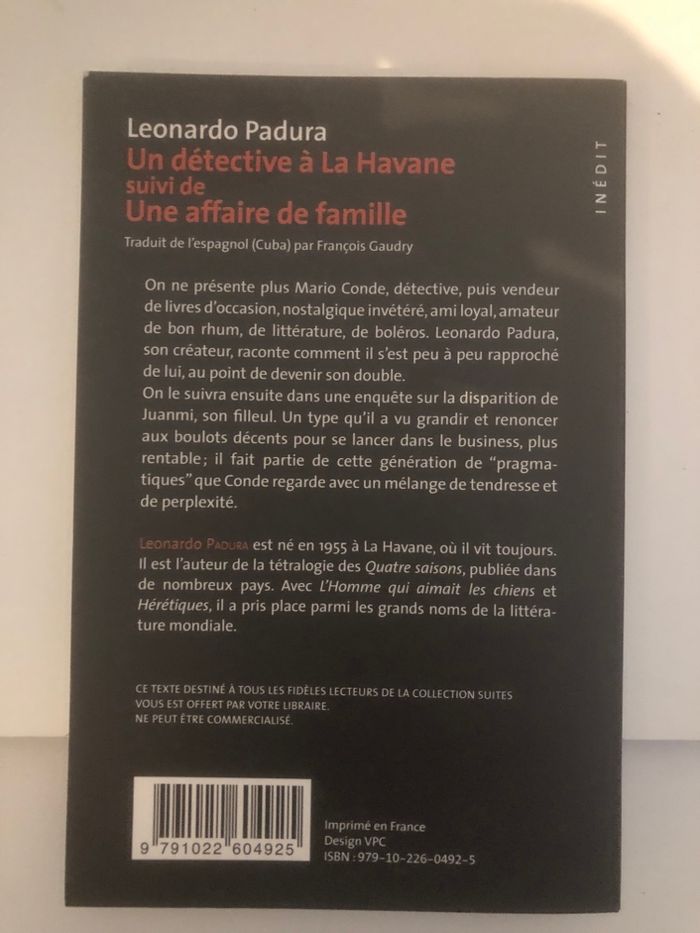 Leonardo Padura
Un détective à La Havane
suivi de
Une affaire de famille
Traduit de l'espagnol (Cuba) par François Gaudry
INÉDIT
On ne présente plus Mario Conde, détective, puis vendeur
de livres d'occasion, nostalgique invétéré, ami loyal, amateur
de bon rhum, de littérature, de boléros. Leonardo Padura,
son créateur, raconte comment il s'est peu à peu rapproché
de lui, au point de devenir son double.
On le suivra ensuite dans une enquête sur la disparition de
Juanmi, son filleul. Un type qu'il a vu grandir et renoncer
aux boulots décents pour se lancer dans le business, plus
rentable ; il fait partie de cette génération de “pragma-
tiques” que Conde regarde avec un mélange de tendresse et
de perplexité.
Leonardo PADURA est né en 1955 à La Havane, où il vit toujours.
Il est l'auteur de la tétralogie des Quatre saisons, publiée dans
de nombreux pays. Avec L'Homme qui aimait les chiens et
Hérétiques, il a pris place parmi les grands noms de la litté-
rature mondiale.
CE TEXTE DESTINÉ À TOUS LES FIDÈLES LECTEURS DE LA COLLECTION SUITES
VOUS EST OFFERT PAR VOTRE LIBRAIRE.
NE PEUT ÊTRE COMMERCIALISÉ.
9 791022 604925
Imprimé en France
Design VPC
ISBN : 979-10-226-0492-5